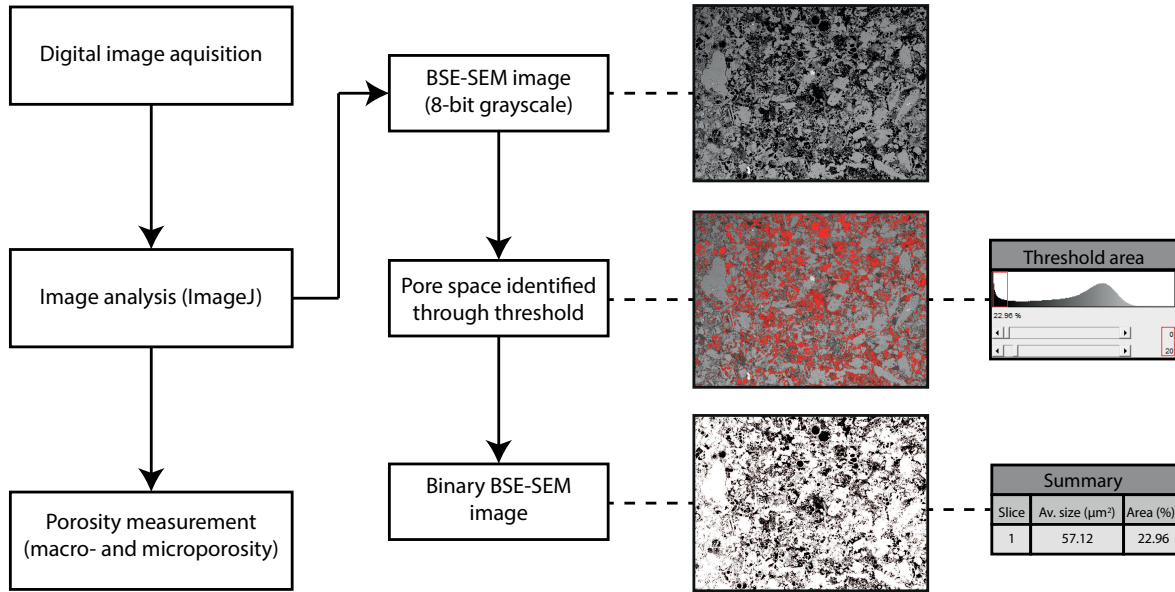 Digital image aquisition
Image analysis (ImageJ)
Porosity measurement
(macro- and microporosity)
BSE-SEM image
(8-bit grayscale)
Pore space identified
through threshold
Binary BSE-SEM
image
Threshold area
22.96 %
0
20
Summary
Slice Av. size (μm²) Area (%)
1 57.12 22.96